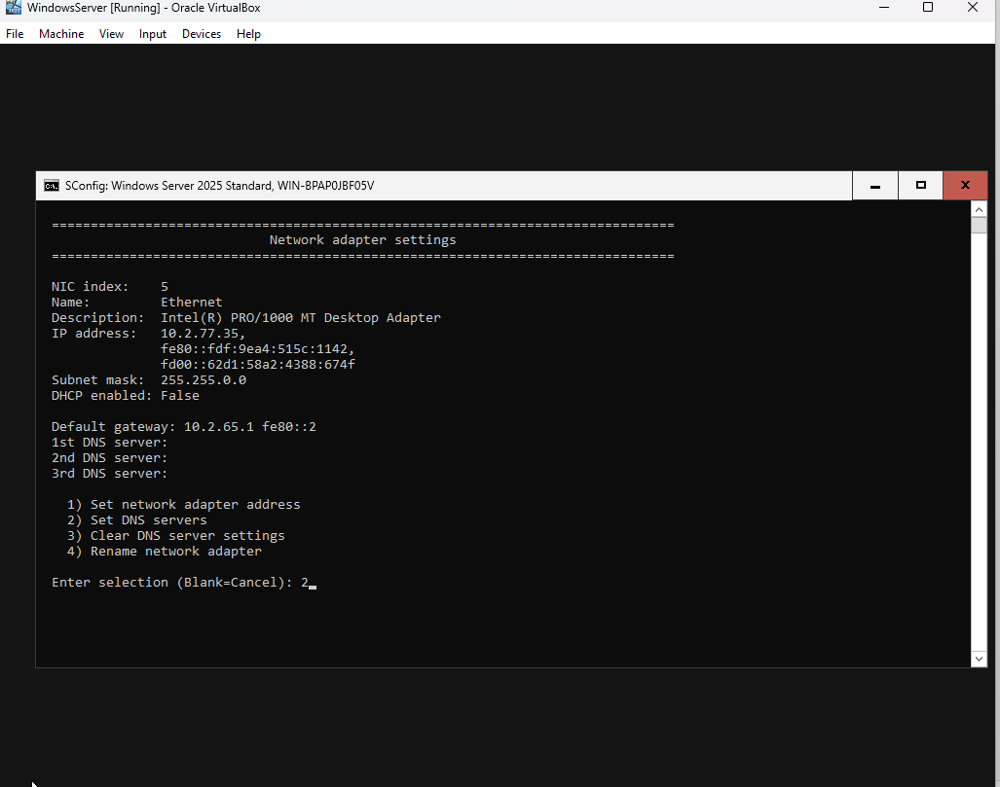 WindowsServer [Running] - Oracle VirtualBox
File Machine View Input Devices Help
SConfig: Windows Server 2025 Standard, WIN-BPAP0JBF05V
================================================================================
Network adapter settings
================================================================================
NIC index: 5
Name: Ethernet
Description: Intel(R) PRO/1000 MT Desktop Adapter
IP address: 10.2.77.35,
fe80::fdf:9ea4:515c:1142,
fd00::62d1:58a2:4388:674f
Subnet mask: 255.255.0.0
DHCP enabled: False
Default gateway: 10.2.65.1 fe80::2
1st DNS server:
2nd DNS server:
3rd DNS server:
1) Set network adapter address
2) Set DNS servers
3) Clear DNS server settings
4) Rename network adapter
Enter selection (Blank=Cancel): 2